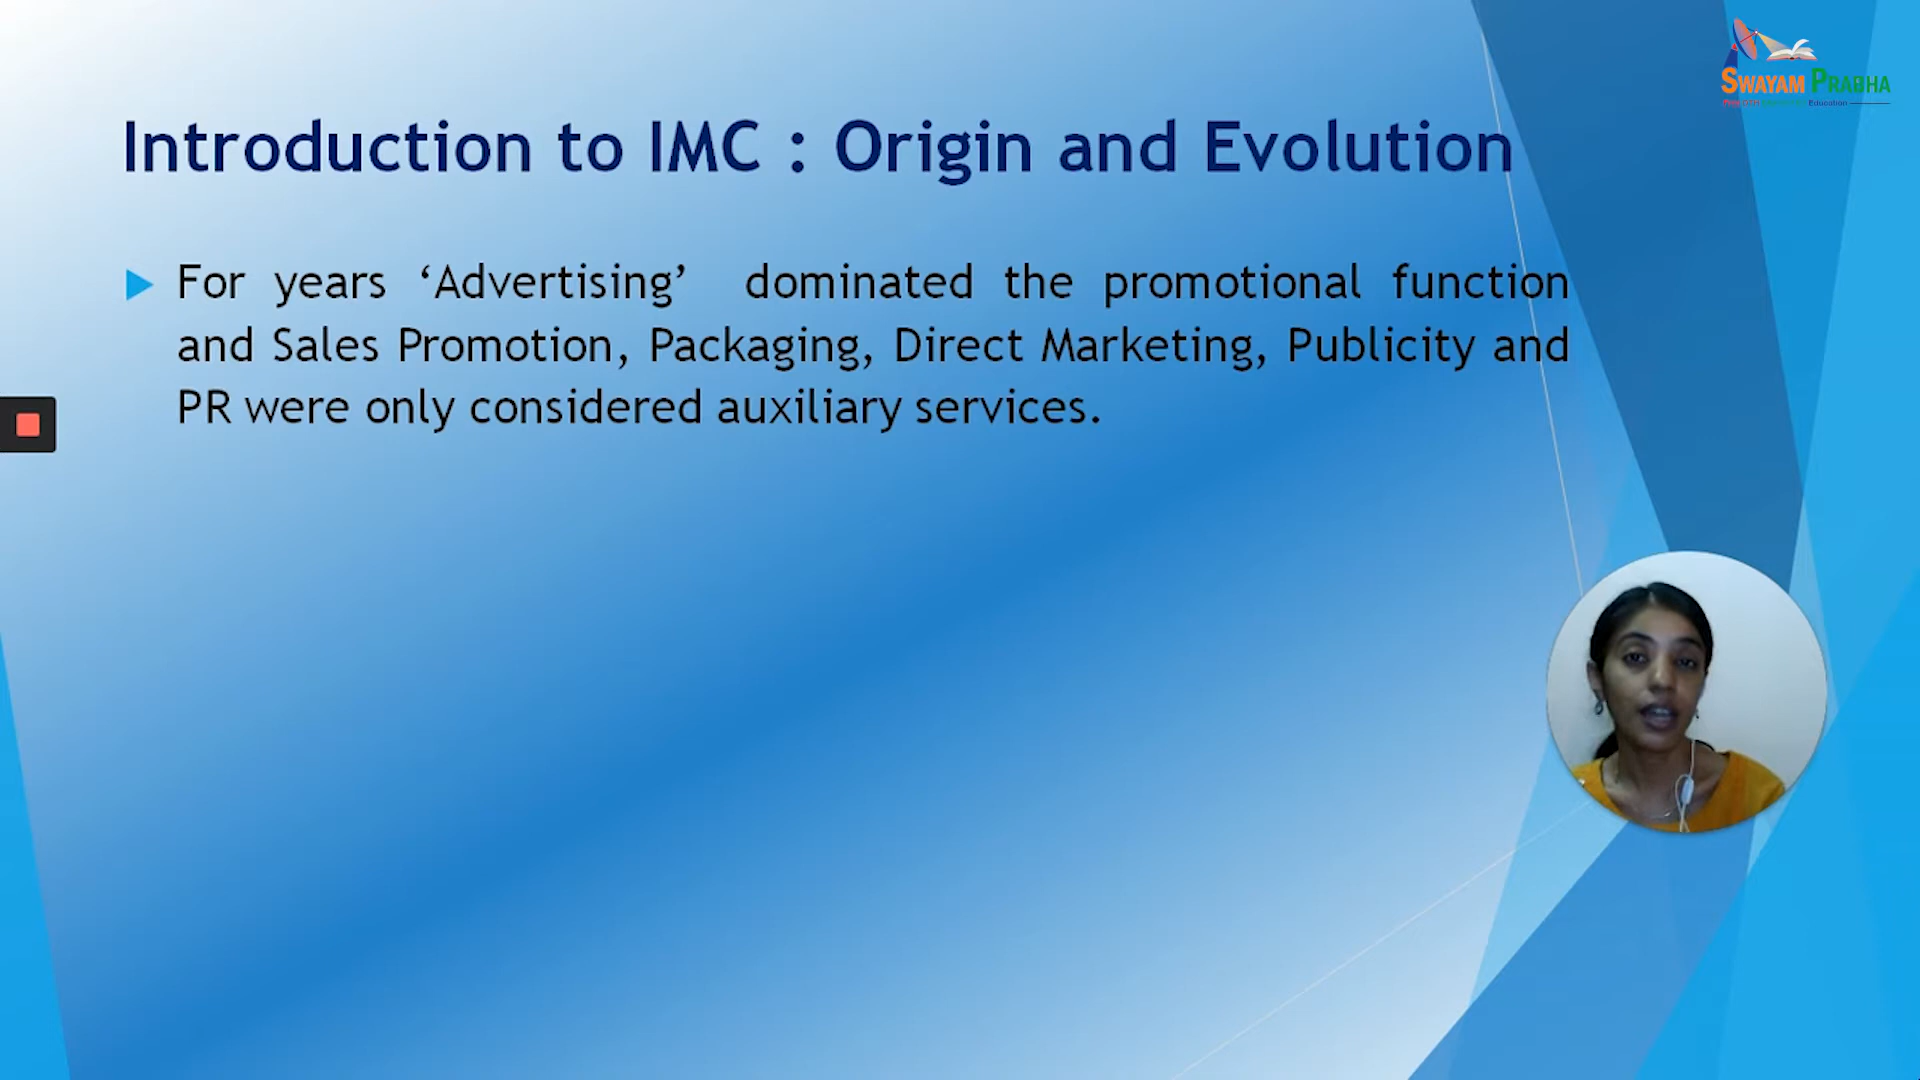 SWAYAM PRABHA
Education
Introduction to IMC : Origin and Evolution
For years ‘Advertising’ dominated the promotional function
and Sales Promotion, Packaging, Direct Marketing, Publicity and
PR were only considered auxiliary services.